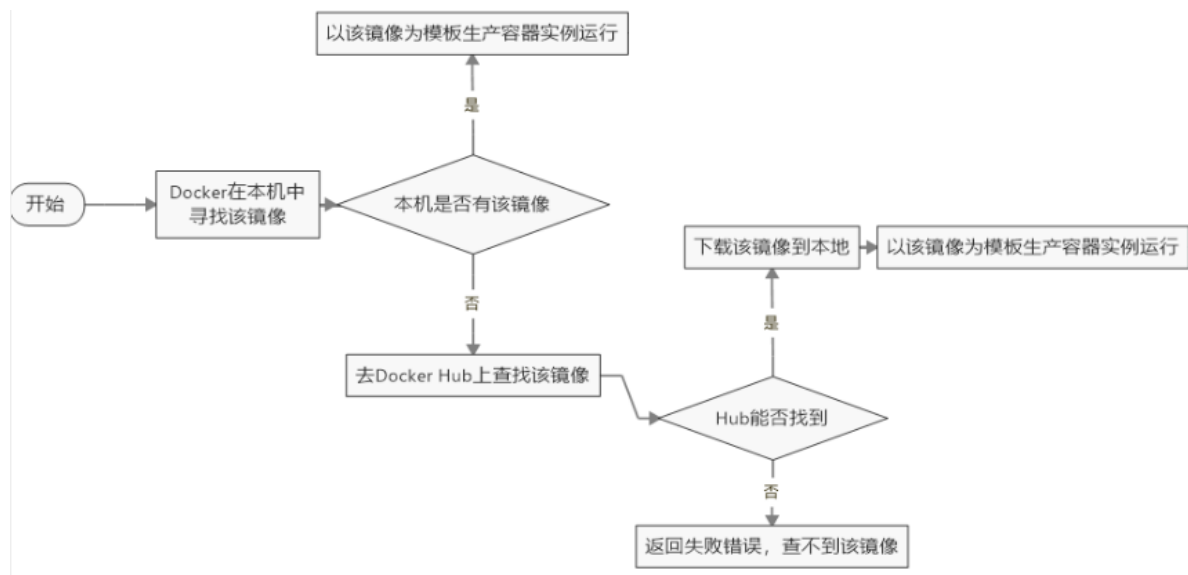 以该镜像为模板生产容器实例运行
是
开始
Docker在本机中
寻找该镜像
本机是否有该镜像
否
下载该镜像到本地
以该镜像为模板生产容器实例运行
是
去Docker Hub上查找该镜像
Hub能否找到
否
返回失败错误，查不到该镜像